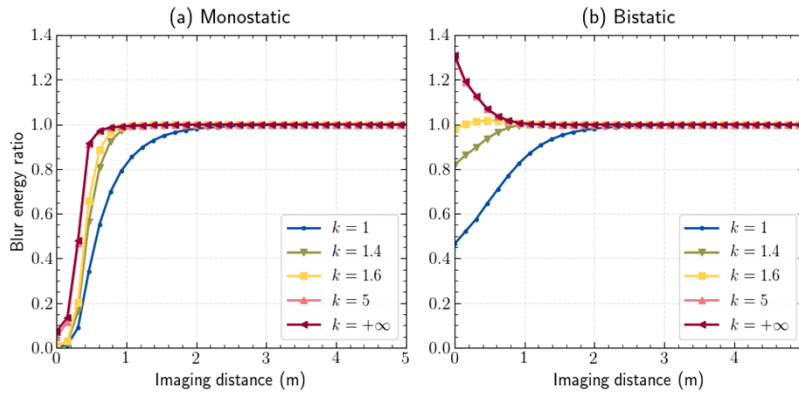 (a) Monostatic
(b) Bistatic
Blur energy ratio
1.4
1.2
1.0
0.8
0.6
0.4
0.2
0.0
k = 1
k = 1.4
k = 1.6
k = 5
k = +∞
0 1 2 3 4 5
Imaging distance (m)
1.4
1.2
1.0
0.8
0.6
0.4
0.2
0.0
k = 1
k = 1.4
k = 1.6
k = 5
k = +∞
0 1 2 3 4
Imaging distance (m)